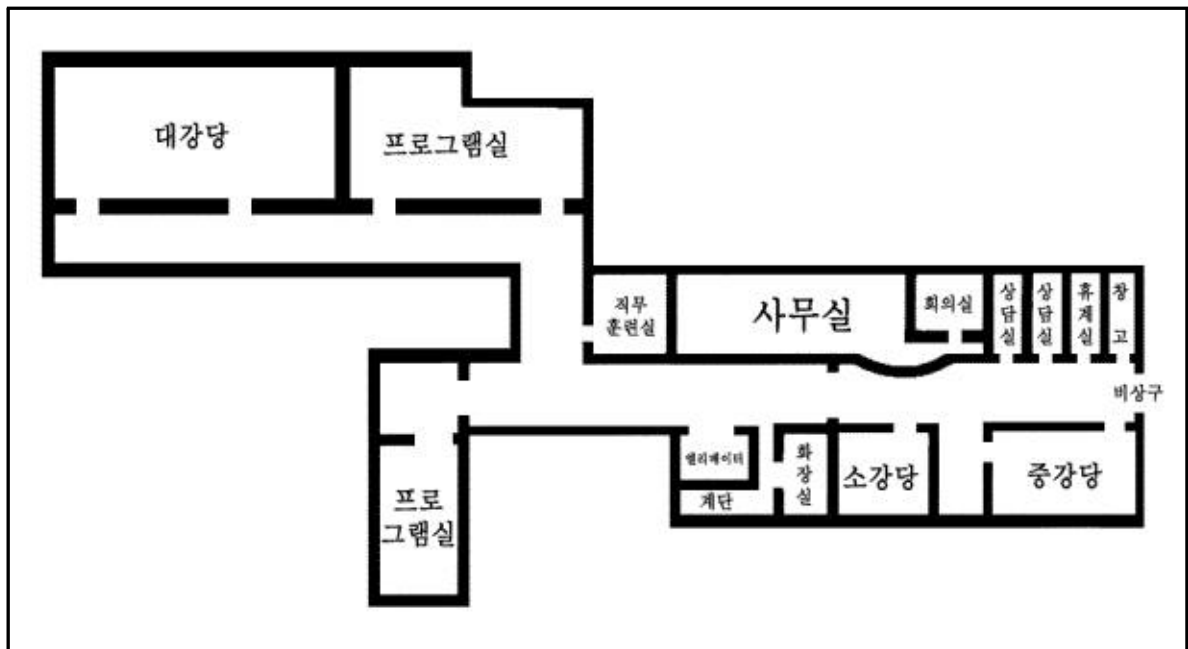 대강당
프로그램실
직무
훈련실
사무실
회의실
상담실
상담실
휴게실
창고
비상구
엘리베이터
계단
화장실
소강당
중강당
프로
그램실